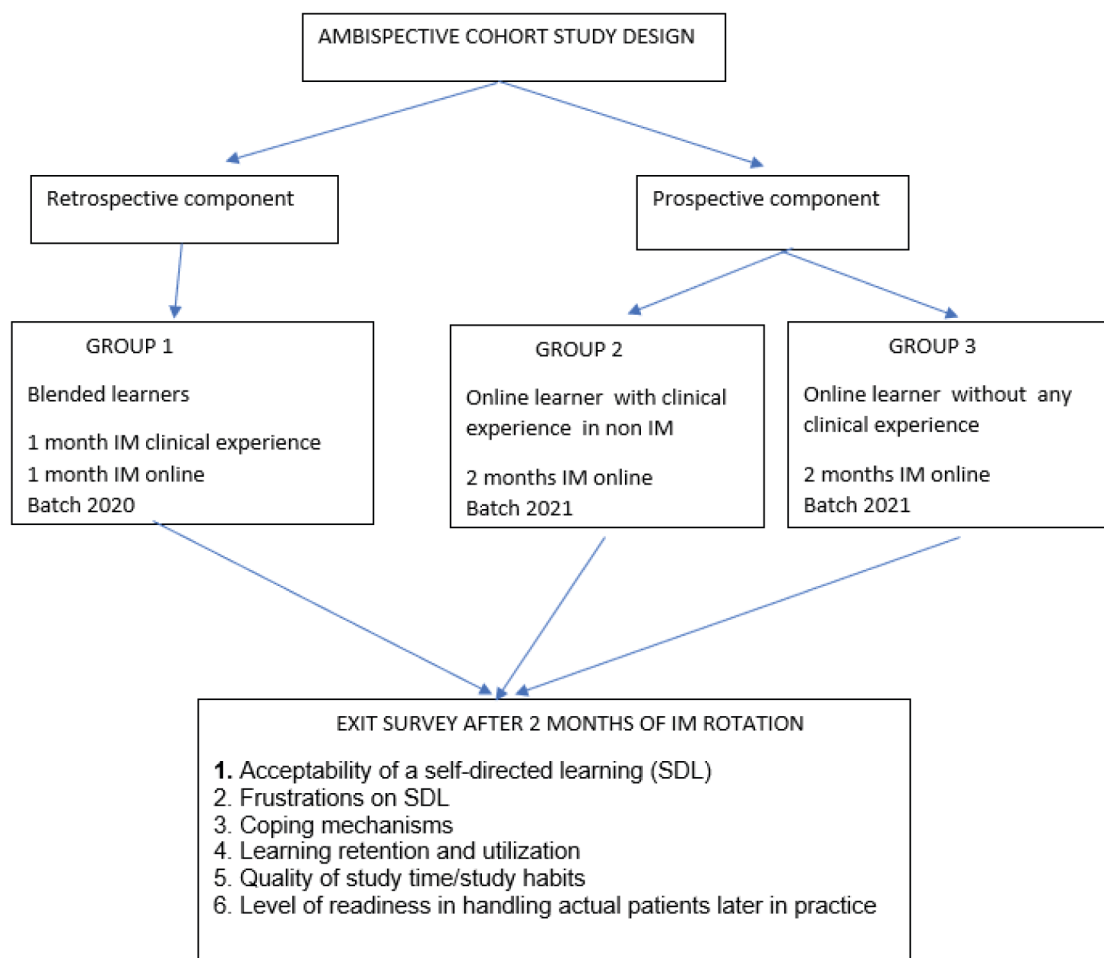 AMBISPECTIVE COHORT STUDY DESIGN
Retrospective component
Prospective component
GROUP 1
Blended learners
1 month IM clinical experience
1 month IM online
Batch 2020
GROUP 2
Online learner with clinical
experience in non IM
2 months IM online
Batch 2021
GROUP 3
Online learner without any
clinical experience
2 months IM online
Batch 2021
EXIT SURVEY AFTER 2 MONTHS OF IM ROTATION
1. Acceptability of a self-directed learning (SDL)
2. Frustrations on SDL
3. Coping mechanisms
4. Learning retention and utilization
5. Quality of study time/study habits
6. Level of readiness in handling actual patients later in practice